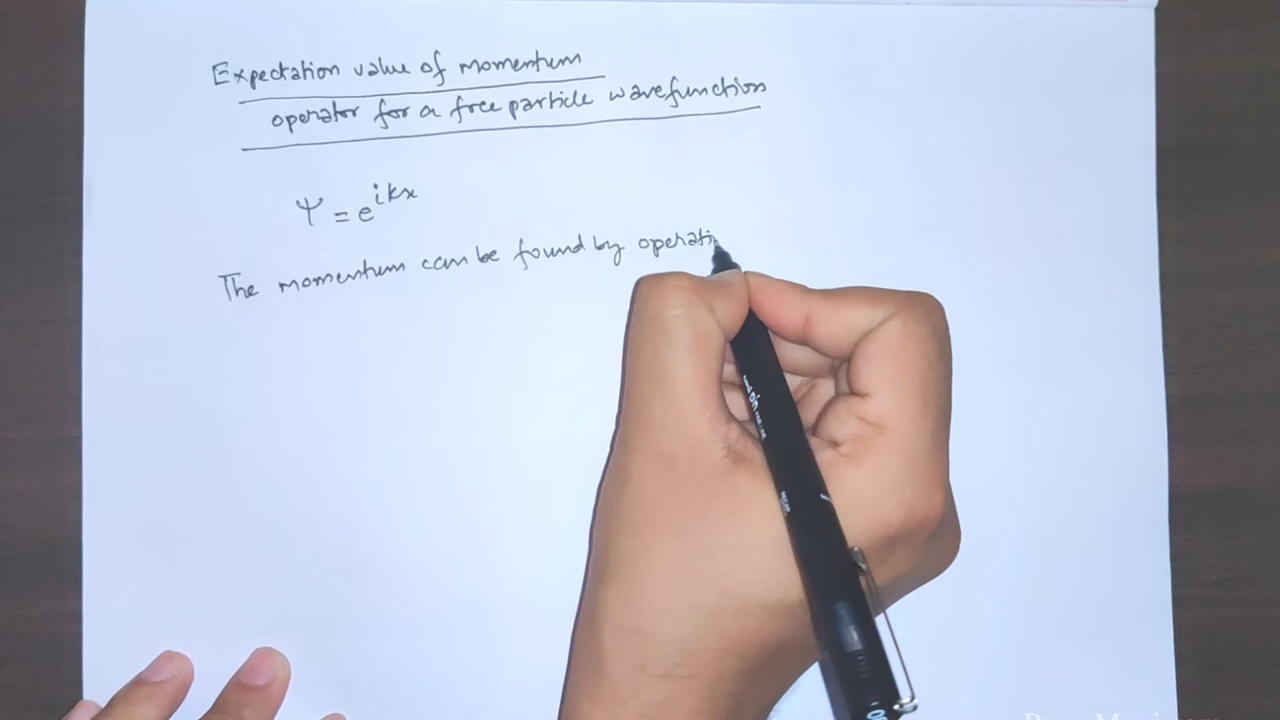 Expectation value of momentum
operator for a free particle wavefunction
Ψ = e^{ikx}
The momentum can be found by operati